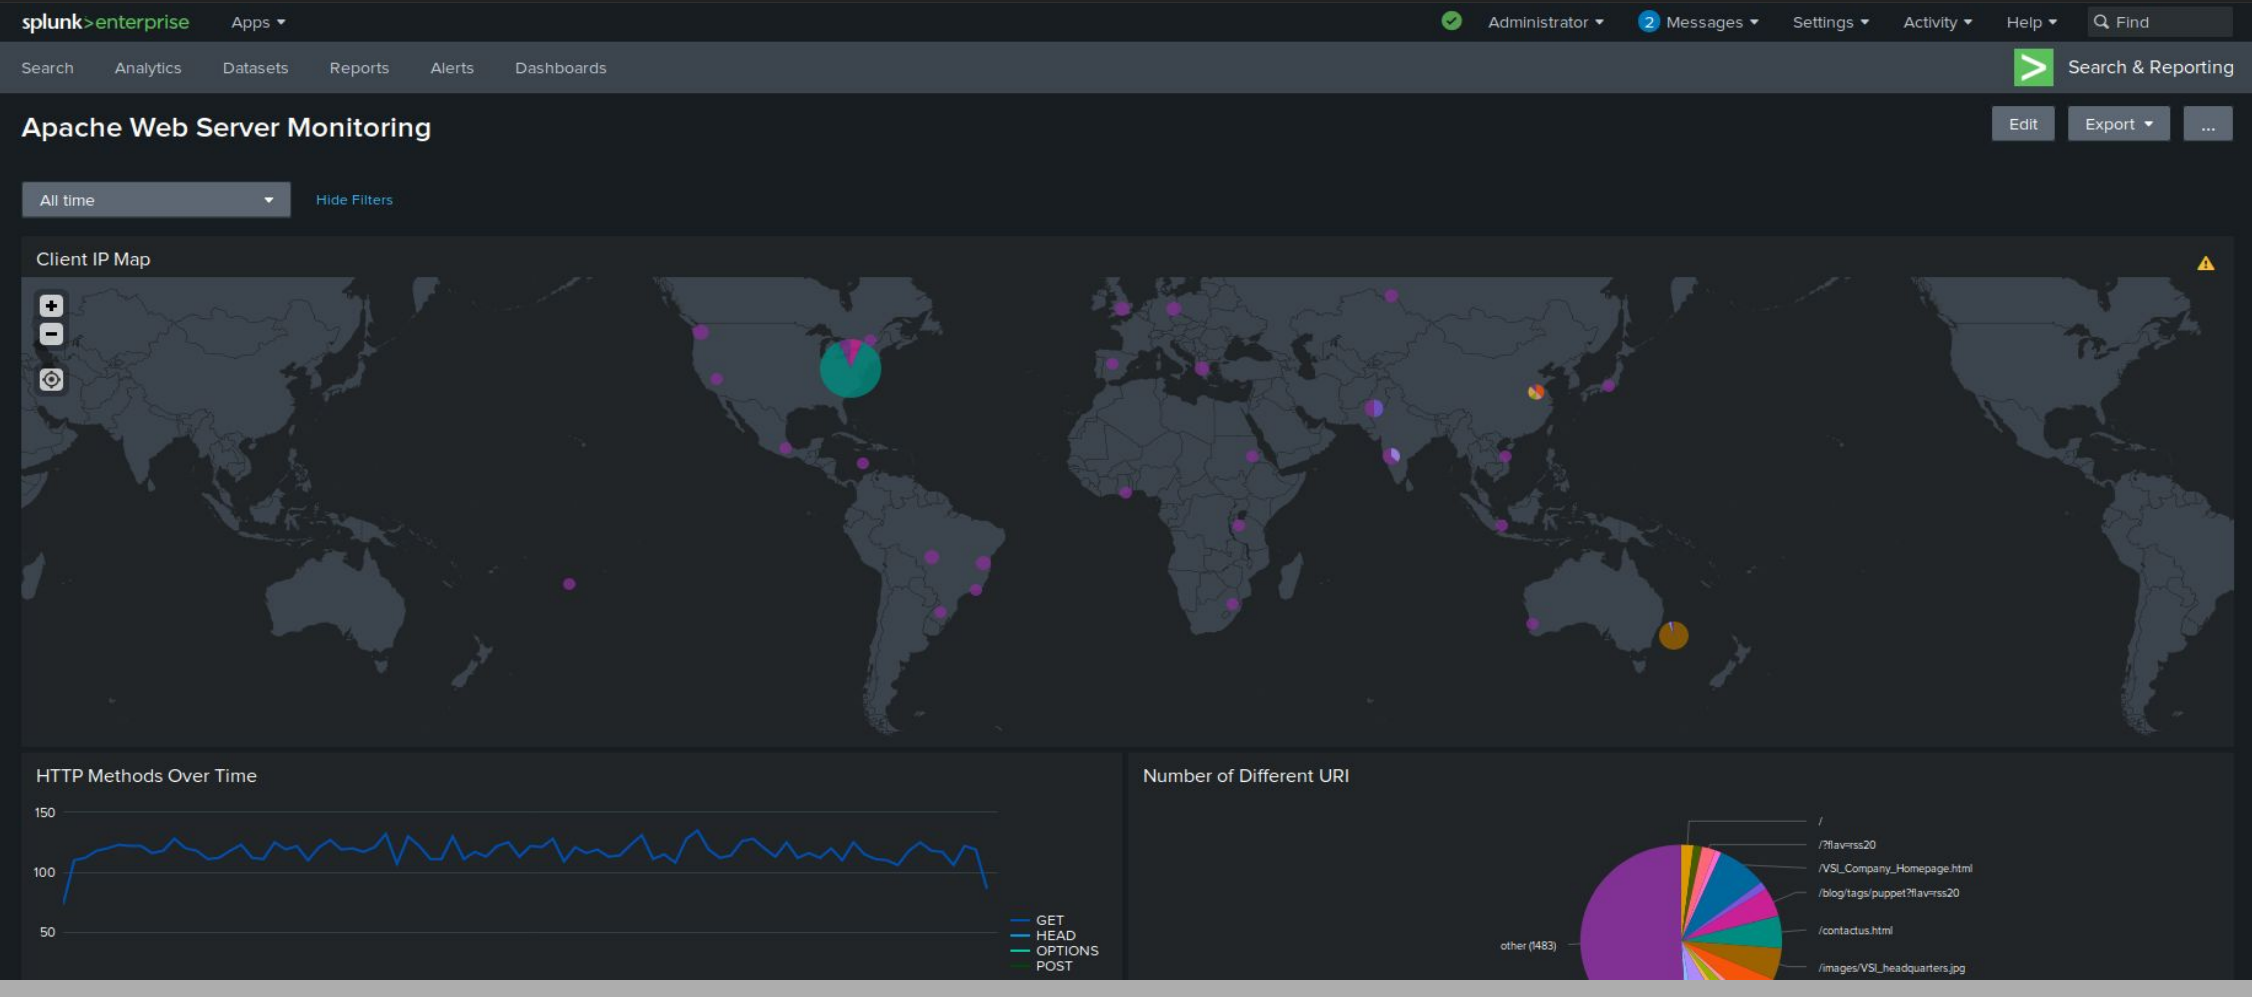 splunk>enterprise Apps Administrator 2 Messages Settings Activity Help Find
Search Analytics Datasets Reports Alerts Dashboards Search & Reporting
Apache Web Server Monitoring Edit Export ...
All time Hide Filters
Client IP Map
HTTP Methods Over Time
150
100
50
GET
HEAD
OPTIONS
POST
Number of Different URI
/
/?flav=rss20
/VSI_Company_Homepage.html
/blog/tags/puppet?flav=rss20
/contactus.html
other (1483)
/images/VSI_headquarters.jpg